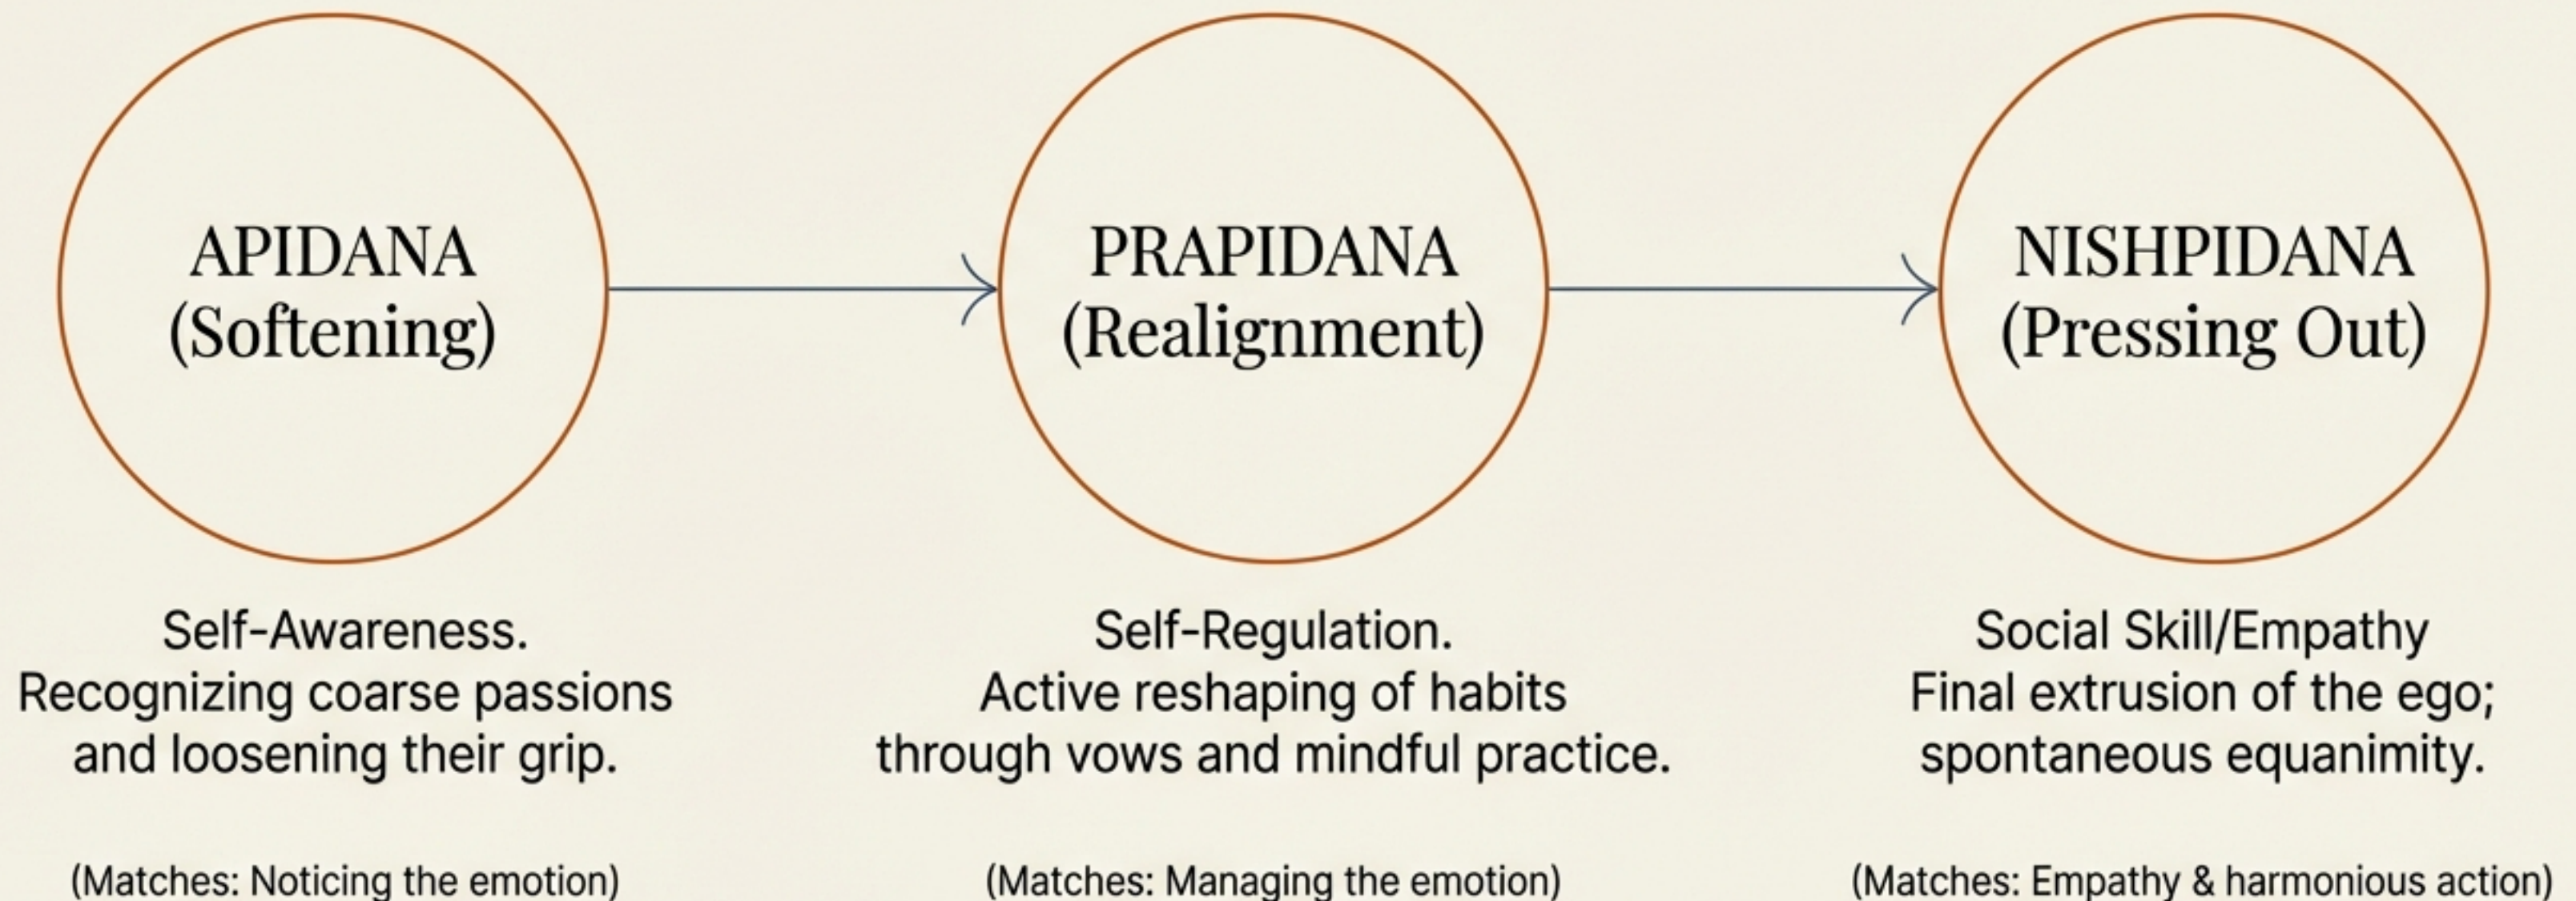 APIDANA
(Softening)
PRAPIDANA
(Realignment)
NISHPIDANA
(Pressing Out)
Self-Awareness.
Recognizing coarse passions
and loosening their grip.
(Matches: Noticing the emotion)
Self-Regulation.
Active reshaping of habits
through vows and mindful practice.
(Matches: Managing the emotion)
Social Skill/Empathy
Final extrusion of the ego;
spontaneous equanimity.
(Matches: Empathy & harmonious action)